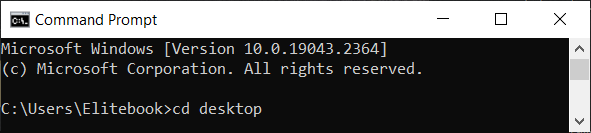 Command Prompt
Microsoft Windows [Version 10.0.19043.2364]
(c) Microsoft Corporation. All rights reserved.
C:\Users\Elitebook>cd desktop